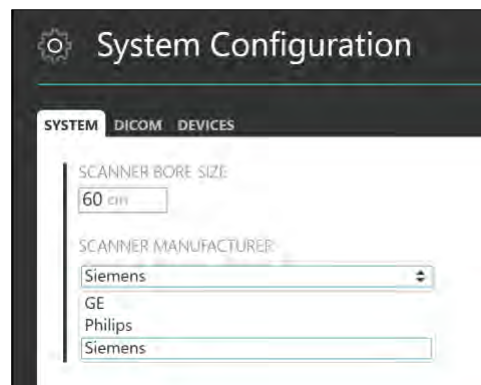 System Configuration
SYSTEM DICOM DEVICES
SCANNER BORE SIZE
60 cm
SCANNER MANUFACTURER
Siemens
GE
Philips
Siemens